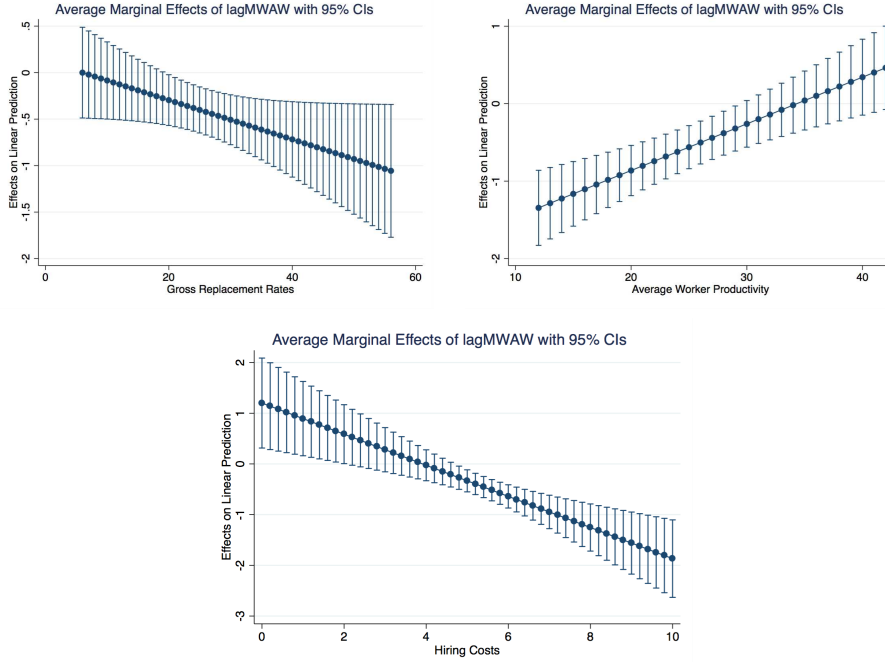 Average Marginal Effects of lagMWAW with 95% CIs
Effects on Linear Prediction
.5
0
-.5
-1
-1.5
-2
0 20 40 60
Gross Replacement Rates
Average Marginal Effects of lagMWAW with 95% CIs
Effects on Linear Prediction
1
0
-1
-2
10 20 30 40
Average Worker Productivity
Average Marginal Effects of lagMWAW with 95% CIs
Effects on Linear Prediction
2
1
0
-1
-2
-3
0 2 4 6 8 10
Hiring Costs